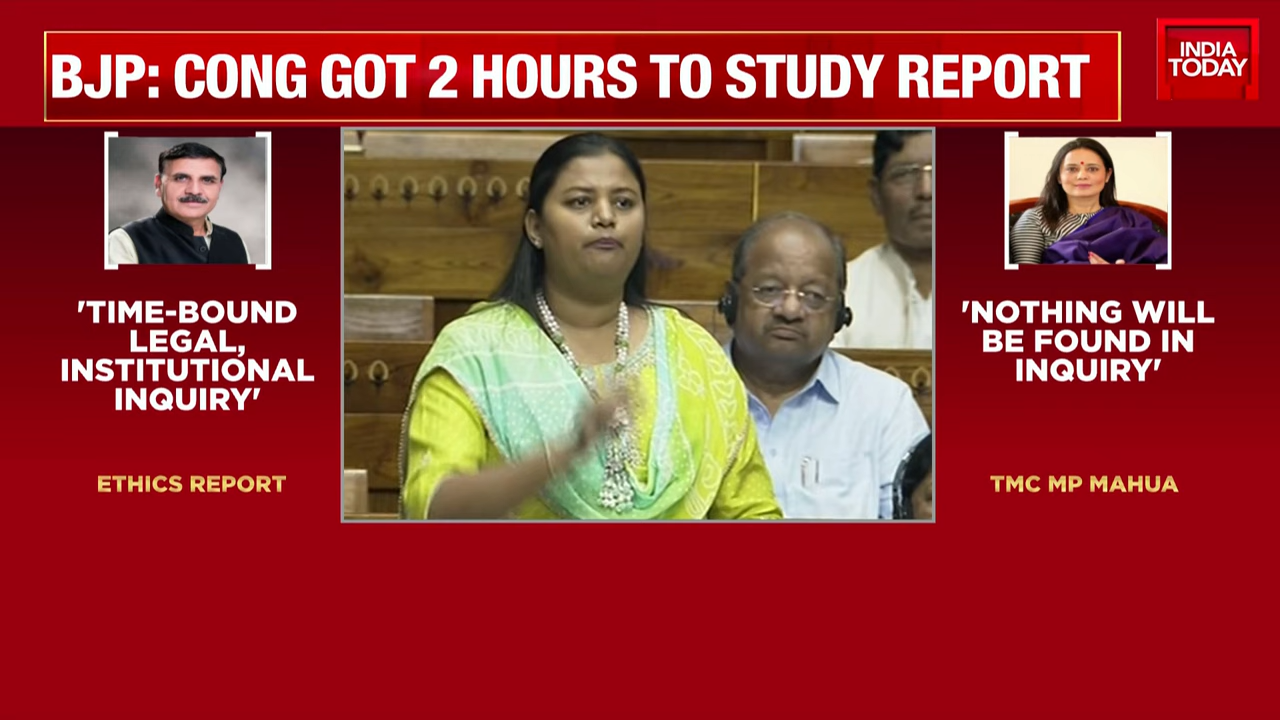 BJP: CONG GOT 2 HOURS TO STUDY REPORT
INDIA
TODAY
'TIME-BOUND
LEGAL,
INSTITUTIONAL
INQUIRY'
ETHICS REPORT
'NOTHING WILL
BE FOUND IN
INQUIRY'
TMC MP MAHUA